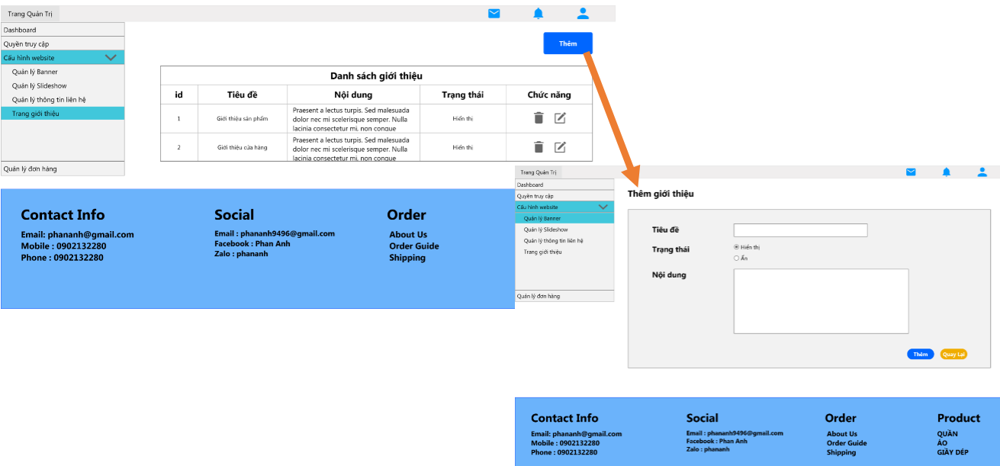 Trang Quản Trị
Dashboard
Quyền truy cập
Cấu hình website
Quản lý Banner
Quản lý Slideshow
Quản lý thông tin liên hệ
Trang giới thiệu
Quản lý đơn hàng
Thêm
Danh sách giới thiệu
id Tiêu đề Nội dung Trạng thái Chức năng
1 Giới thiệu sản phẩm Praesent a lectus turpis. Sed malesuada dolor nec mi scelerisque semper. Nulla lacinia consectetur mi, non congue Hiển thị
2 Giới thiệu cửa hàng Praesent a lectus turpis. Sed malesuada dolor nec mi scelerisque semper. Nulla lacinia consectetur mi, non congue Hiển thị
Contact Info
Email: phananh@gmail.com
Mobile : 0902132280
Phone : 0902132280
Social
Email : phananh9496@gmail.com
Facebook : Phan Anh
Zalo : phananh
Order
About Us
Order Guide
Shipping
Trang Quản Trị
Dashboard
Quyền truy cập
Cấu hình website
Quản lý Banner
Quản lý Slideshow
Quản lý thông tin liên hệ
Trang giới thiệu
Quản lý đơn hàng
Thêm giới thiệu
Tiêu đề
Trạng thái
Hiển thị
Ẩn
Nội dung
Thêm
Quay Lại
Contact Info
Email: phananh@gmail.com
Mobile : 0902132280
Phone : 0902132280
Social
Email : phananh9496@gmail.com
Facebook : Phan Anh
Zalo : phananh
Order
About Us
Order Guide
Shipping
Product
QUẦN
ÁO
GIẦY DÉP